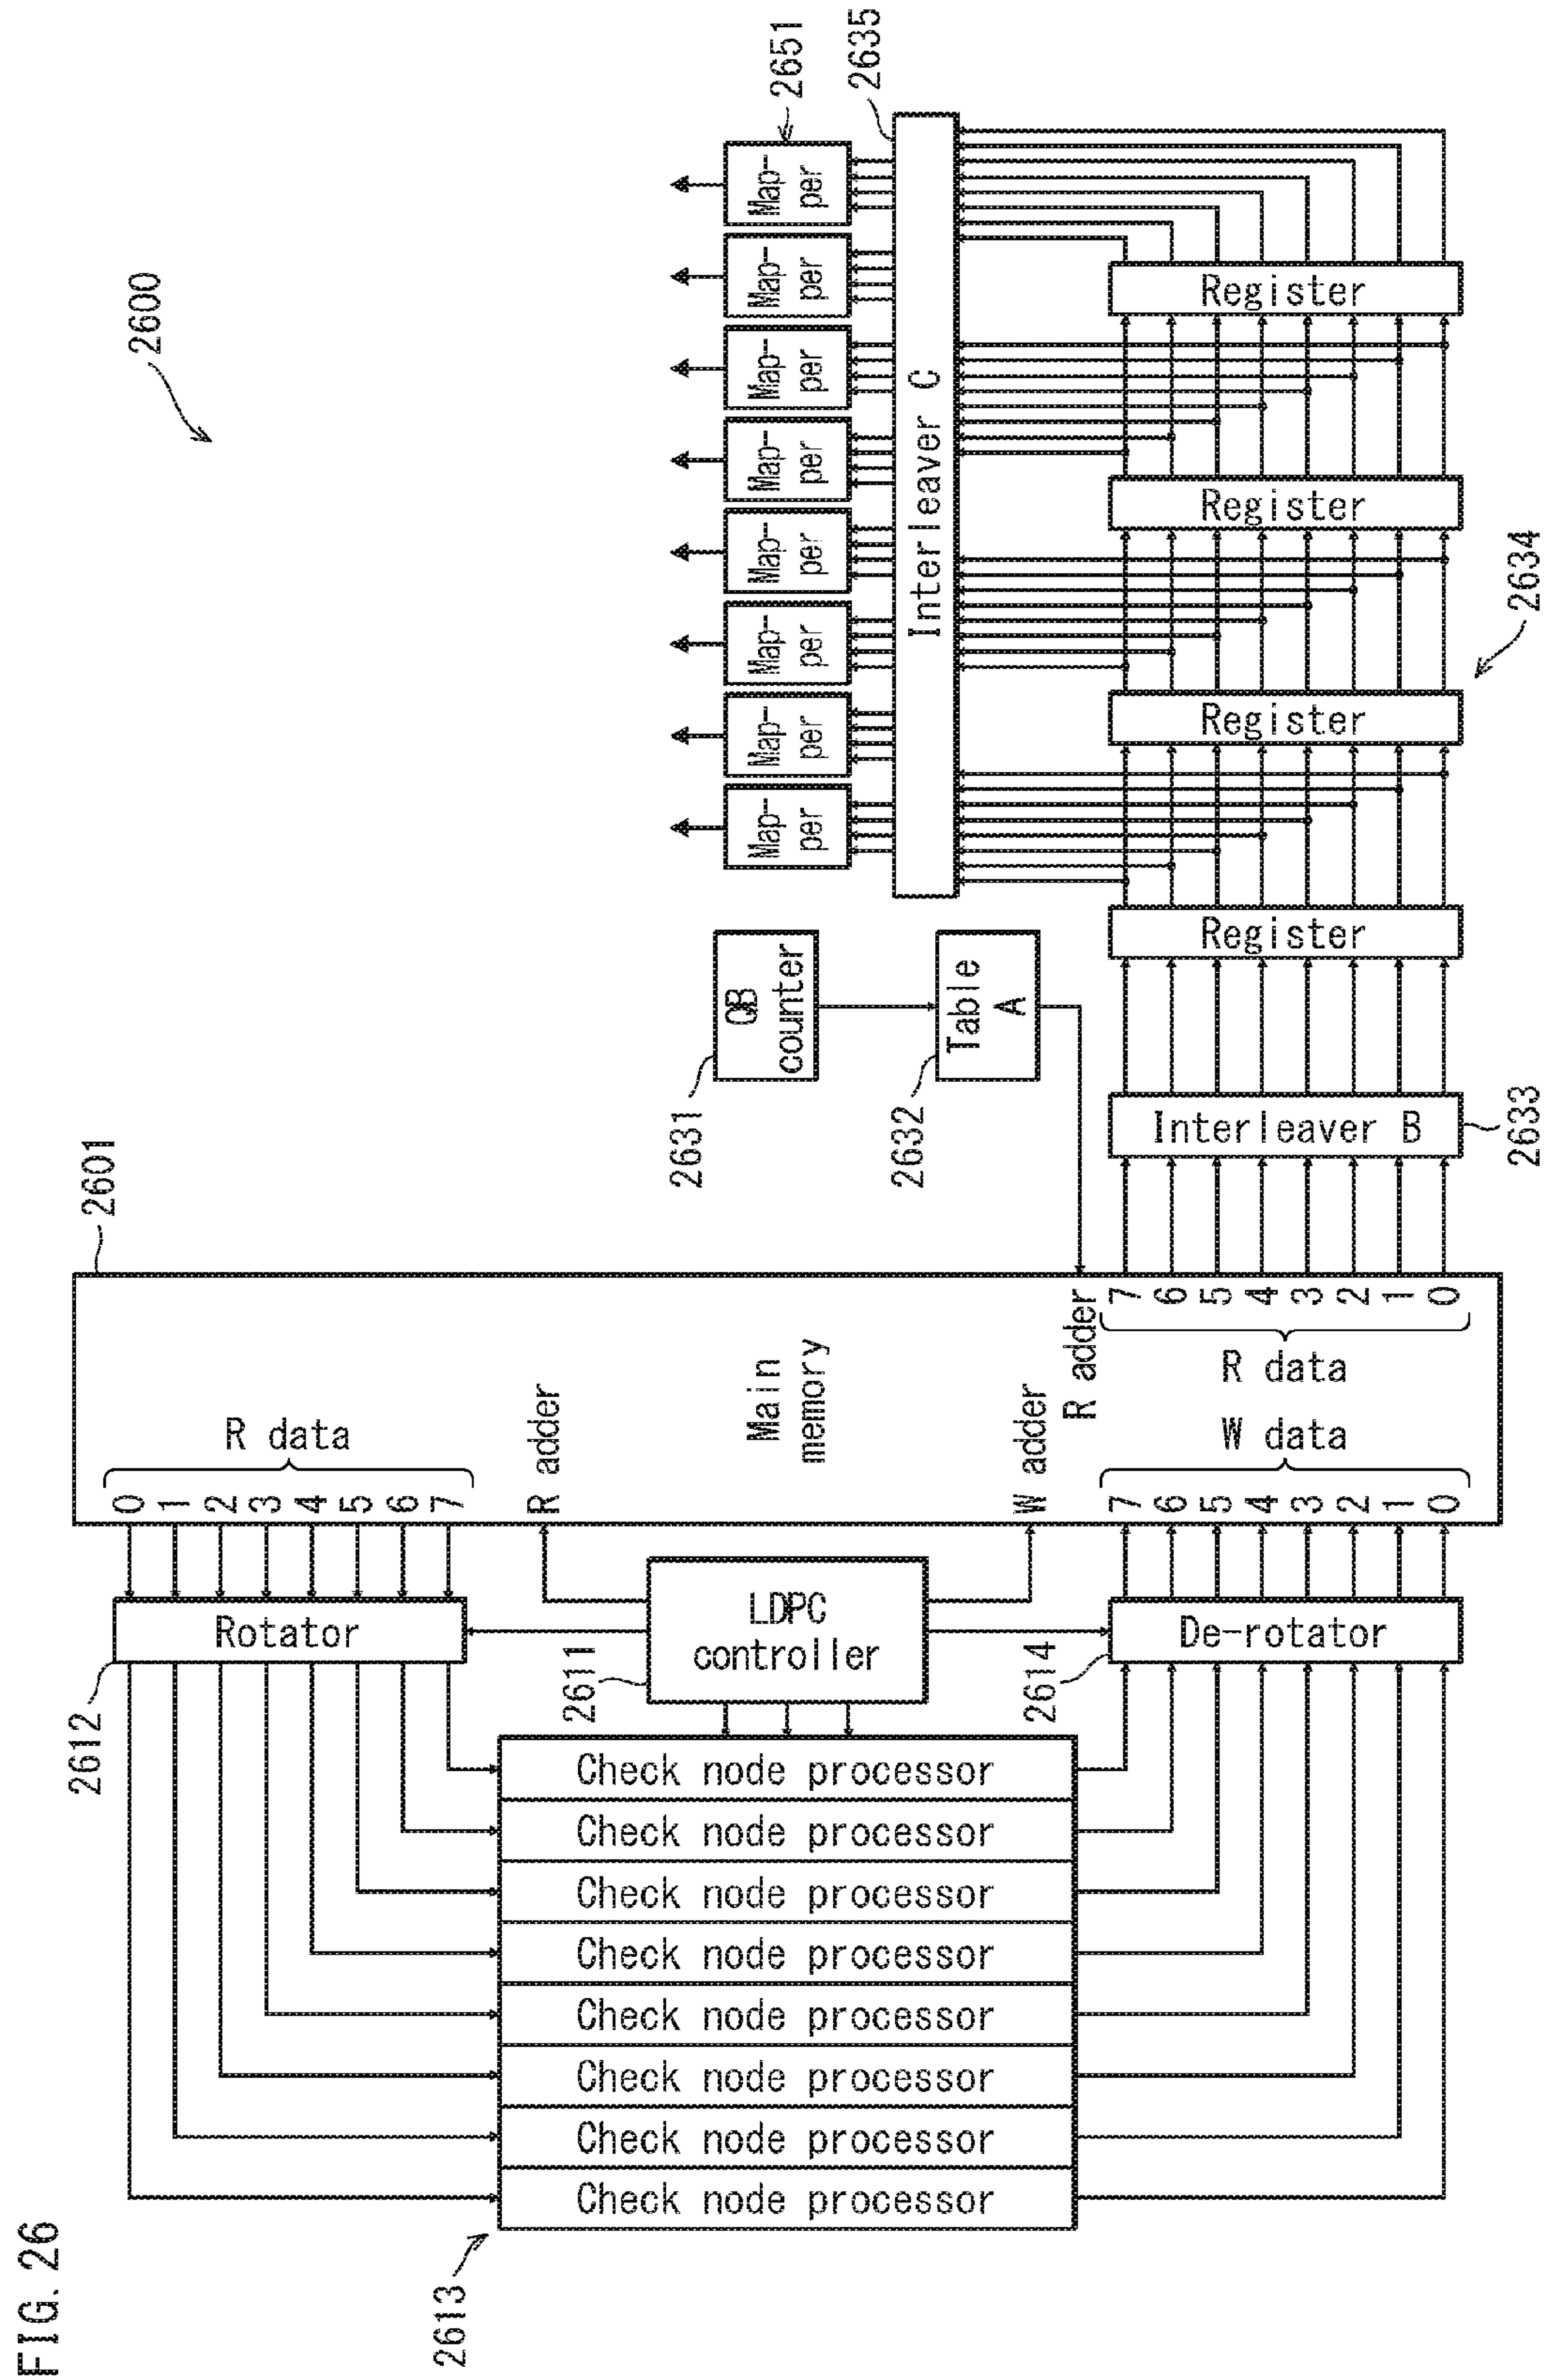 FIG. 26
2600
2613
Check node processor
Check node processor
Check node processor
Check node processor
Check node processor
Check node processor
Check node processor
Check node processor
2612
Rotator
2611
LDPC
controller
2614
De-rotator
2601
0
1
2
3
4
5
6
7
R data
R adder
Main
memory
W adder
7
6
5
4
3
2
1
0
W data
R adder
7
6
5
4
3
2
1
0
R data
2631
QB
counter
2632
Table
A
Interleaver B
2633
Register
Register
Register
Register
2634
Interleaver C
2635
Map-
per
Map-
per
Map-
per
Map-
per
Map-
per
Map-
per
Map-
per
Map-
per
2651